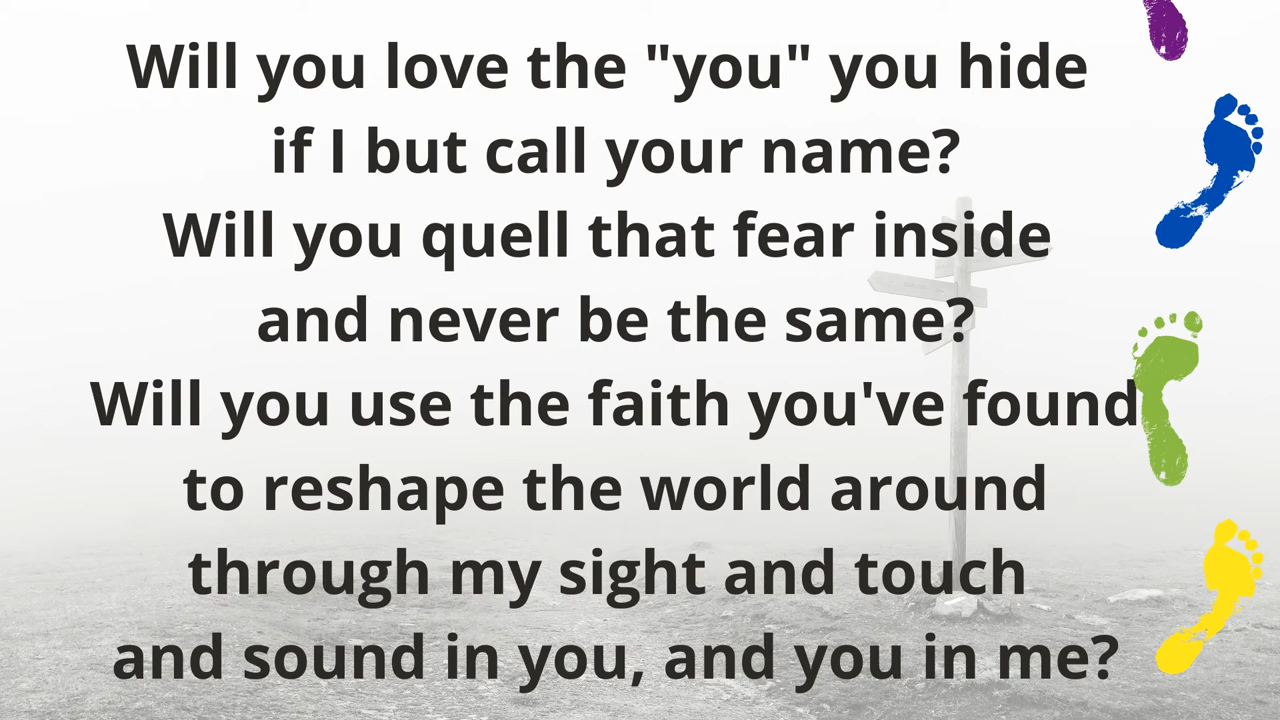 Will you love the "you" you hide
if I but call your name?
Will you quell that fear inside
and never be the same?
Will you use the faith you've found
to reshape the world around
through my sight and touch
and sound in you, and you in me?